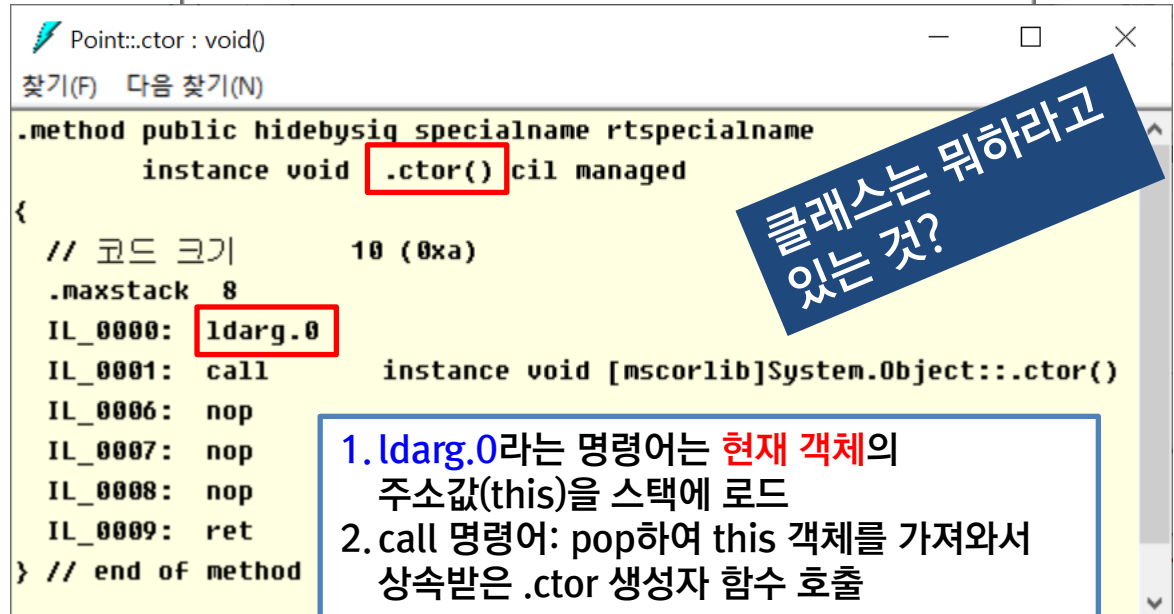 Point::.ctor : void()
찾기(F) 다음 찾기(N)
.method public hidebysig specialname rtspecialname
instance void .ctor() cil managed
{
// 코드 크기 10 (0xa)
.maxstack 8
IL_0000: ldarg.0
IL_0001: call instance void [mscorlib]System.Object::.ctor()
IL_0006: nop
IL_0007: nop
IL_0008: nop
IL_0009: ret
} // end of method
클래스는 뭐하라고
있는 것?
1. ldarg.0라는 명령어는 현재 객체의
주소값(this)을 스택에 로드
2. call 명령어: pop하여 this 객체를 가져와서
상속받은 .ctor 생성자 함수 호출